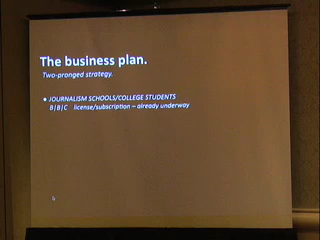 The business plan.
Two-pronged strategy.
• JOURNALISM SCHOOLS/COLLEGE STUDENTS
B|B|C license/subscription – already underway